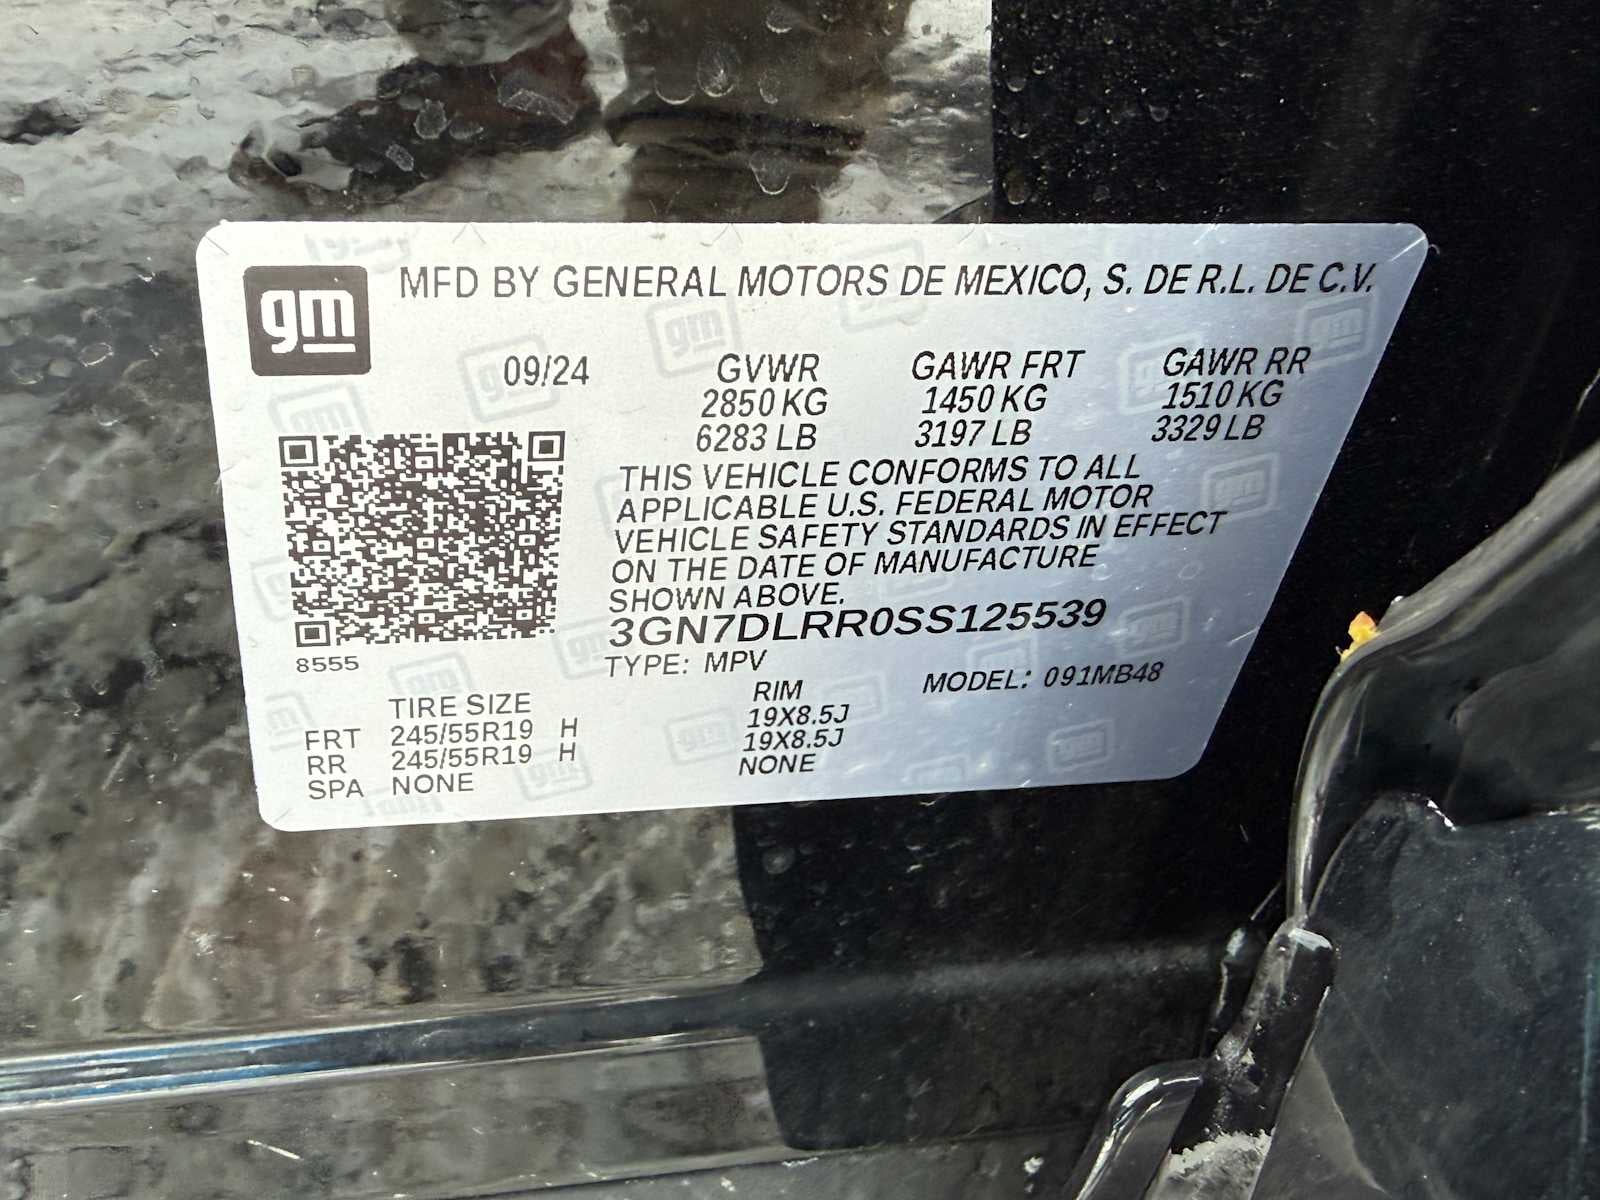 gm
MFD BY GENERAL MOTORS DE MEXICO, S. DE R.L. DE C.V.
09/24 GVWR GAWR FRT GAWR RR
2850 KG 1450 KG 1510 KG
6283 LB 3197 LB 3329 LB
THIS VEHICLE CONFORMS TO ALL
APPLICABLE U.S. FEDERAL MOTOR
VEHICLE SAFETY STANDARDS IN EFFECT
ON THE DATE OF MANUFACTURE
SHOWN ABOVE.
3GN7DLRR0SS125539
8555
TYPE: MPV MODEL: 091MB48
TIRE SIZE RIM
FRT 245/55R19 H 19X8.5J
RR 245/55R19 H 19X8.5J
SPA NONE NONE